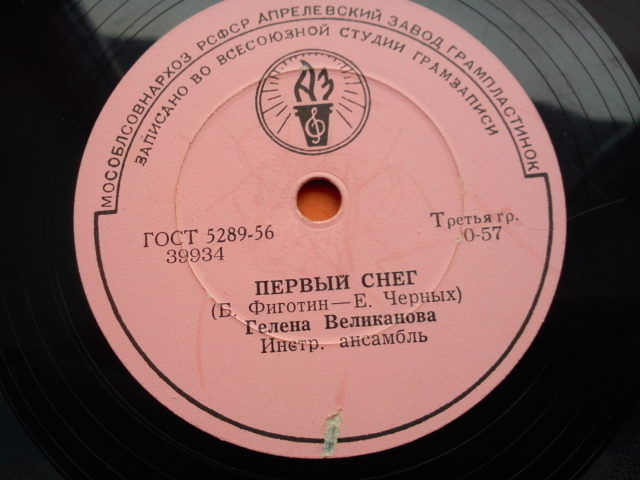 МОСОБЛСОВНАРХОЗ РСФСР АПРЕЛЕВСКИЙ ЗАВОД ГРАМПЛАСТИНОК
ЗАПИСАНО ВО ВСЕСОЮЗНОЙ СТУДИИ ГРАМЗАПИСИ
АЗ
ГОСТ 5289-56
39934
Третья гр.
0-57
ПЕРВЫЙ СНЕГ
(Б. Фиготин — Е. Черных)
Гелена Великанова
Инстр. ансамбль